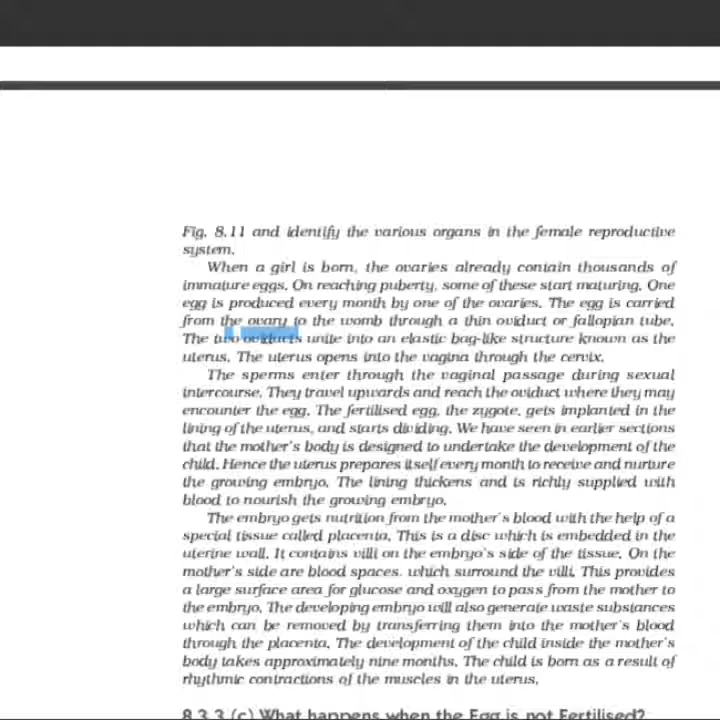 Fig. 8.11 and identify the various organs in the female reproductive
system.
When a girl is born, the ovaries already contain thousands of
immature eggs. On reaching puberty, some of these start maturing. One
egg is produced every month by one of the ovaries. The egg is carried
from the ovary to the womb through a thin oviduct or fallopian tube.
The two oviducts unite into an elastic bag-like structure known as the
uterus. The uterus opens into the vagina through the cervix.
The sperms enter through the vaginal passage during sexual
intercourse. They travel upwards and reach the oviduct where they may
encounter the egg. The fertilised egg, the zygote, gets implanted in the
lining of the uterus, and starts dividing. We have seen in earlier sections
that the mother's body is designed to undertake the development of the
child. Hence the uterus prepares itself every month to receive and nurture
the growing embryo. The lining thickens and is richly supplied with
blood to nourish the growing embryo.
The embryo gets nutrition from the mother's blood with the help of a
special tissue called placenta. This is a disc which is embedded in the
uterine wall. It contains villi on the embryo's side of the tissue. On the
mother's side are blood spaces, which surround the villi. This provides
a large surface area for glucose and oxygen to pass from the mother to
the embryo. The developing embryo will also generate waste substances
which can be removed by transferring them into the mother's blood
through the placenta. The development of the child inside the mother's
body takes approximately nine months. The child is born as a result of
rhythmic contractions of the muscles in the uterus.
8.3.3 (c) What happens when the Egg is not Fertilised?